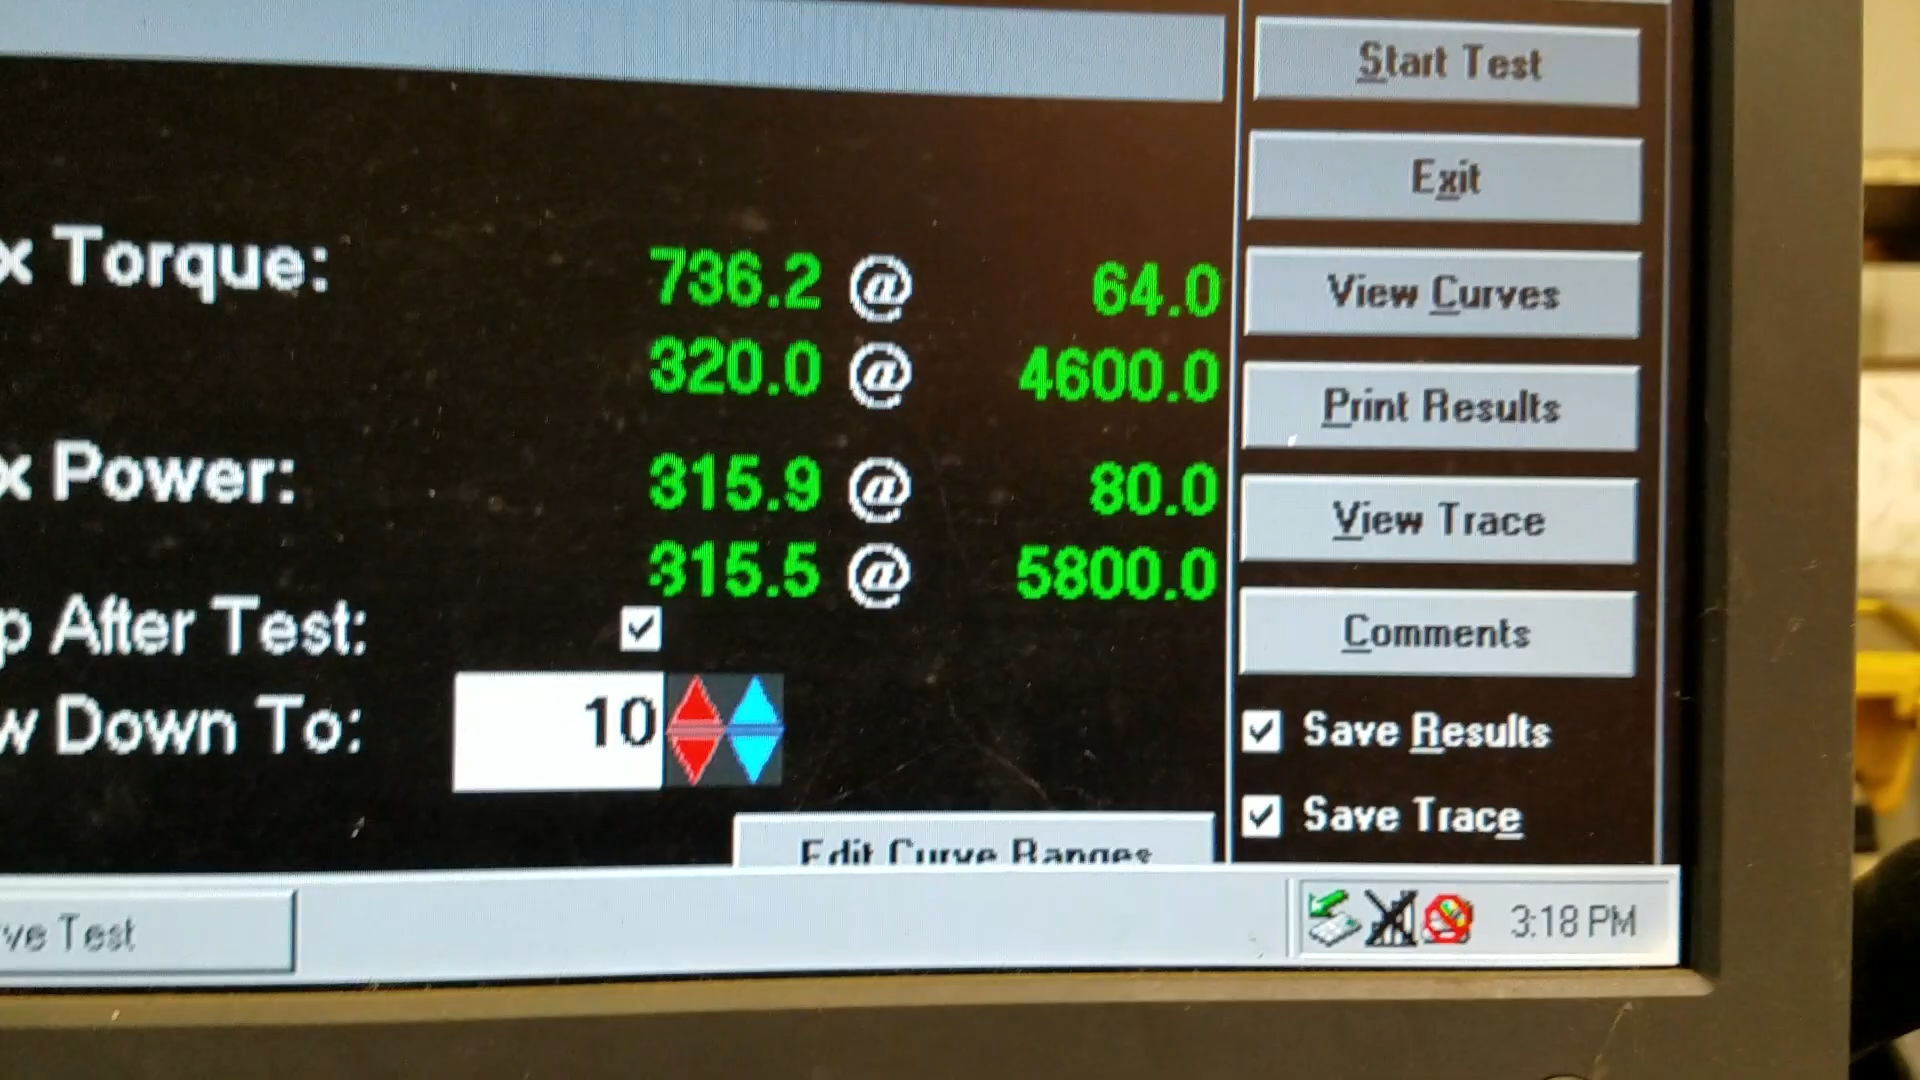 Start Test
Exit
x Torque: 736.2 @ 64.0
View Curves
320.0 @ 4600.0
Print Results
x Power: 315.9 @ 80.0
View Trace
315.5 @ 5800.0
p After Test:
Comments
w Down To: 10
Save Results
Save Trace
Edit Curve Ranges
ve Test
3:18 PM